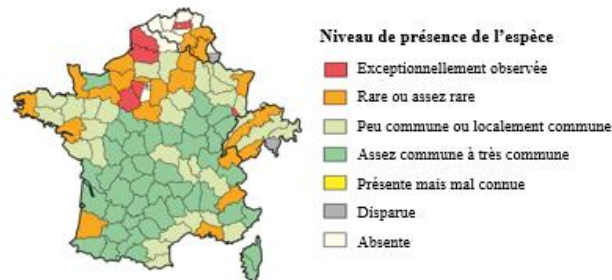 Niveau de présence de l'espèce
Exceptionnellement observée
Rare ou assez rare
Peu commune ou localement commune
Assez commune à très commune
Présente mais mal connue
Disparue
Absente